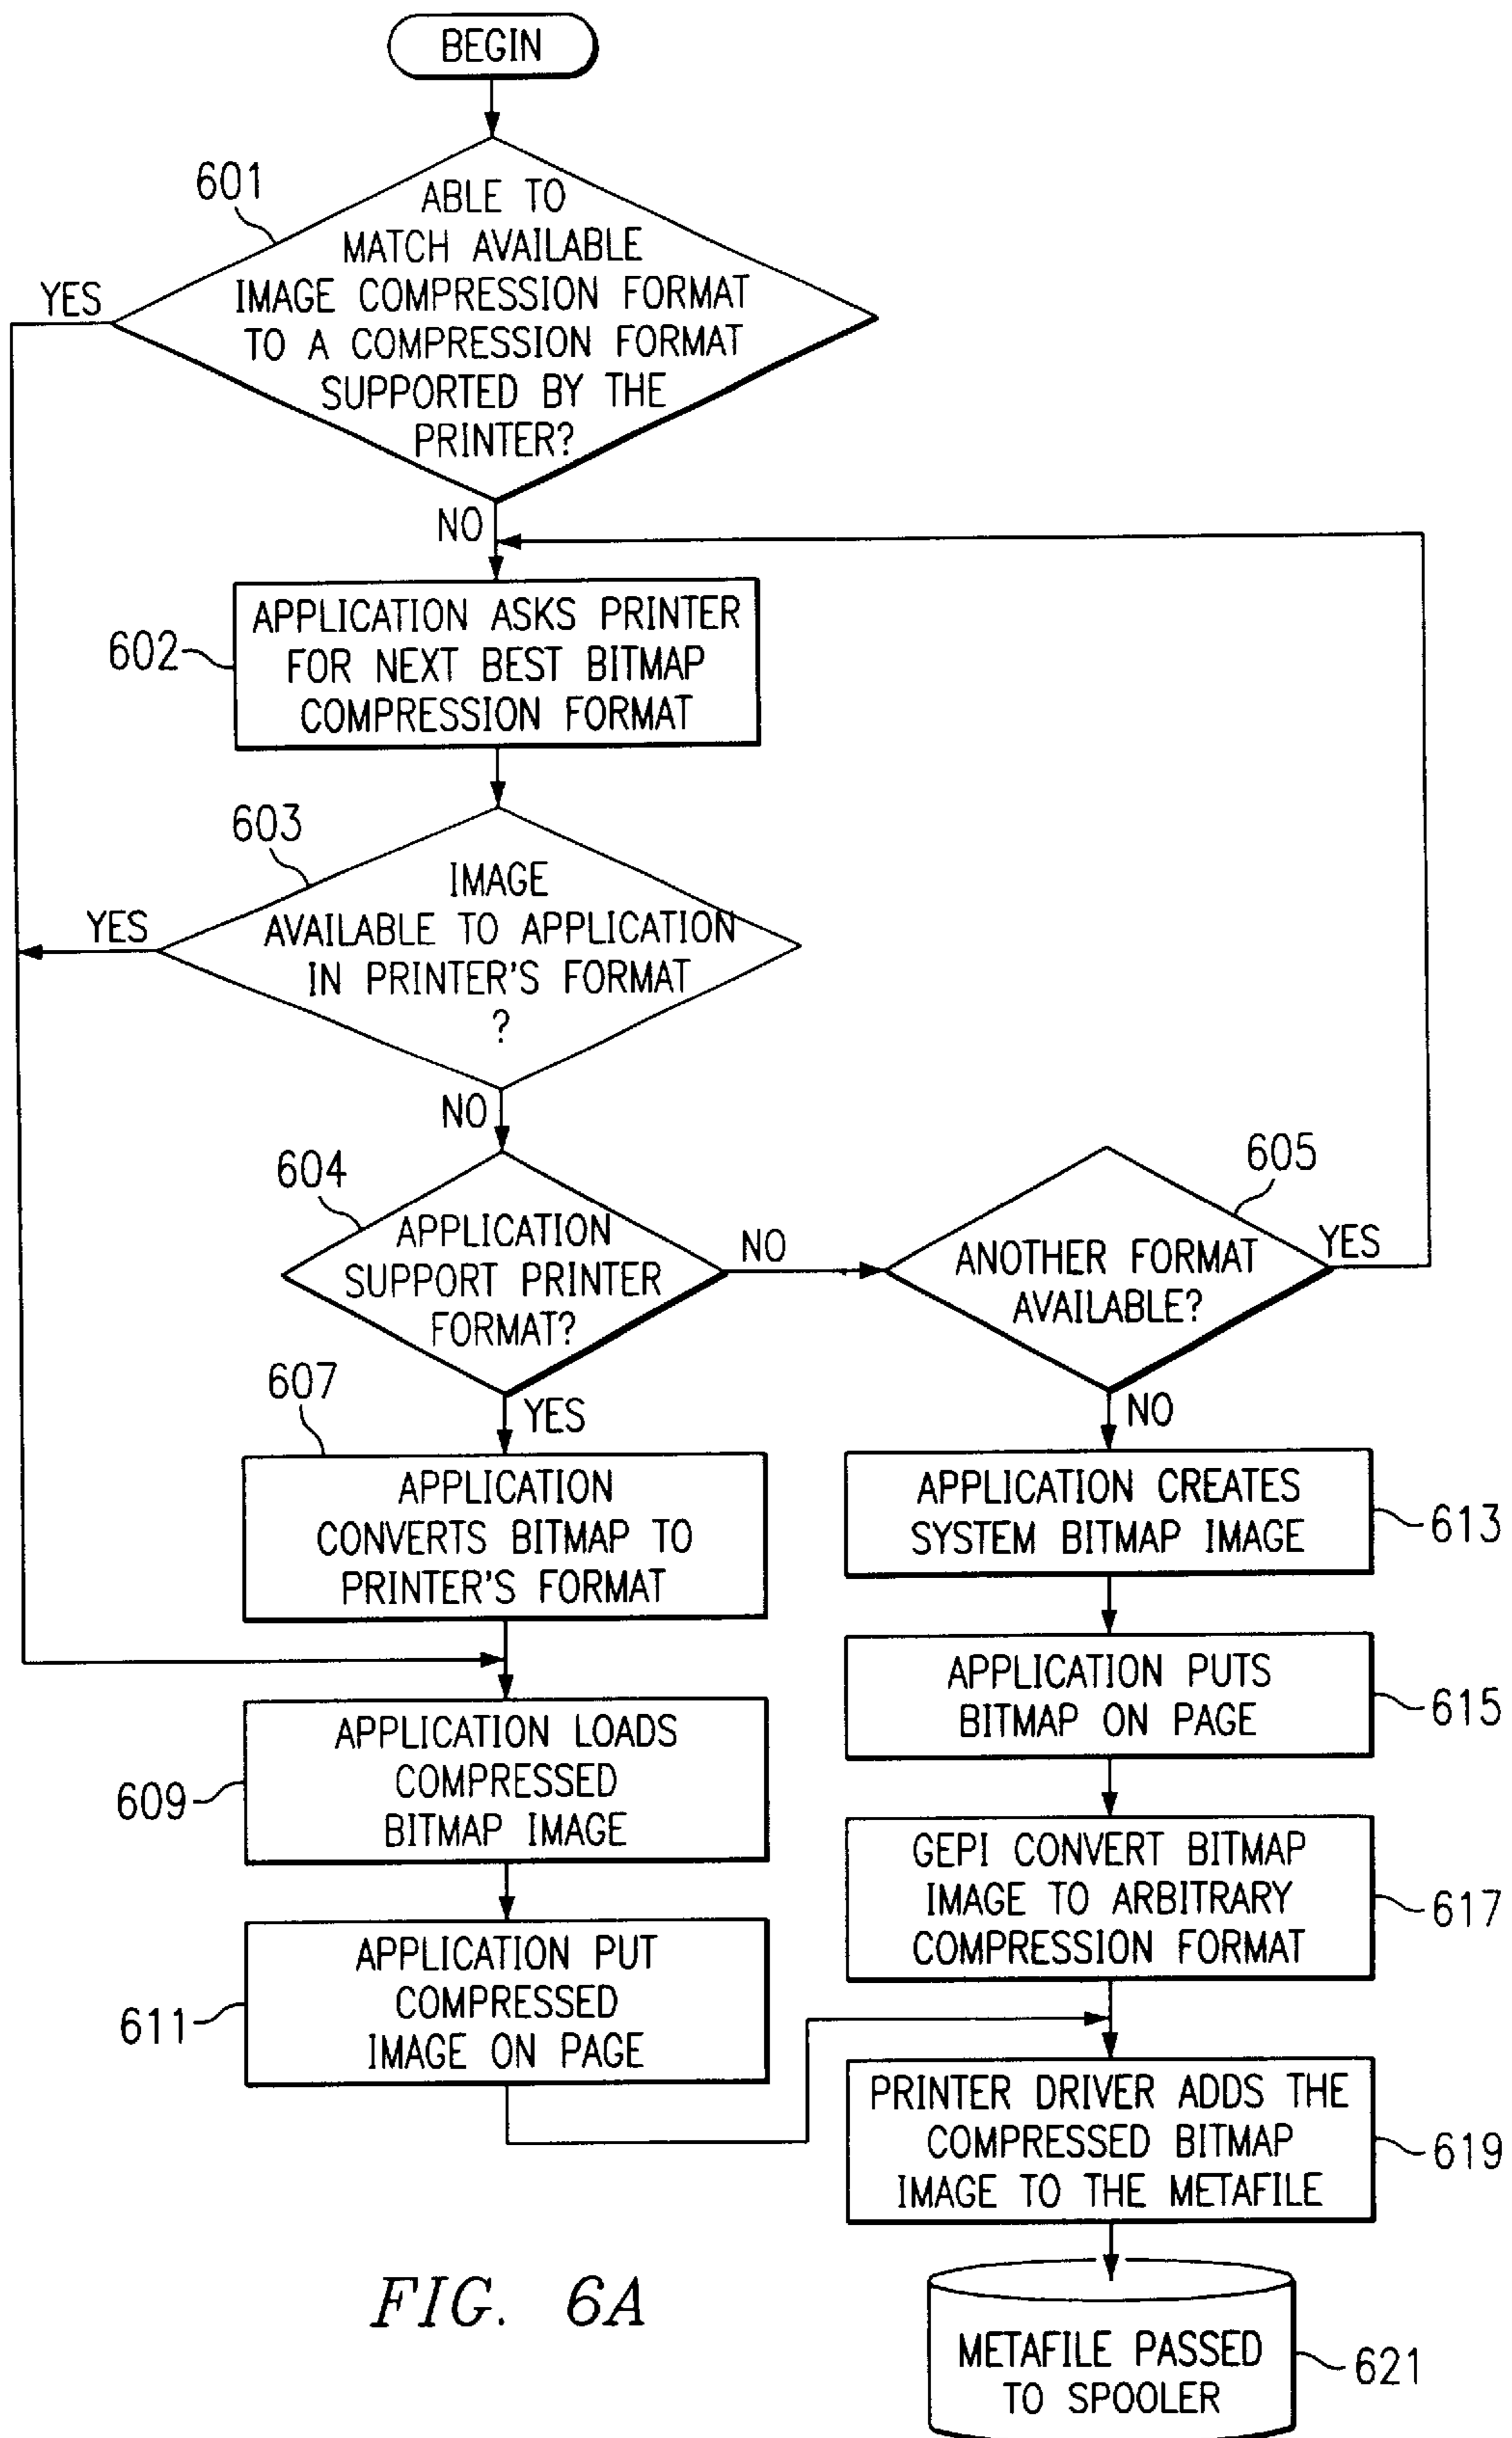 BEGIN
601
ABLE TO
MATCH AVAILABLE
IMAGE COMPRESSION FORMAT
TO A COMPRESSION FORMAT
SUPPORTED BY THE
PRINTER?
YES
NO
602
APPLICATION ASKS PRINTER
FOR NEXT BEST BITMAP
COMPRESSION FORMAT
603
IMAGE
AVAILABLE TO APPLICATION
IN PRINTER'S FORMAT
?
YES
NO
604
APPLICATION
SUPPORT PRINTER
FORMAT?
NO
605
ANOTHER FORMAT
AVAILABLE?
YES
YES
NO
607
APPLICATION
CONVERTS BITMAP TO
PRINTER'S FORMAT
609
APPLICATION LOADS
COMPRESSED
BITMAP IMAGE
611
APPLICATION PUT
COMPRESSED
IMAGE ON PAGE
APPLICATION CREATES
SYSTEM BITMAP IMAGE
613
APPLICATION PUTS
BITMAP ON PAGE
615
GEPI CONVERT BITMAP
IMAGE TO ARBITRARY
COMPRESSION FORMAT
617
PRINTER DRIVER ADDS THE
COMPRESSED BITMAP
IMAGE TO THE METAFILE
619
METAFILE PASSED
TO SPOOLER
621
FIG. 6A